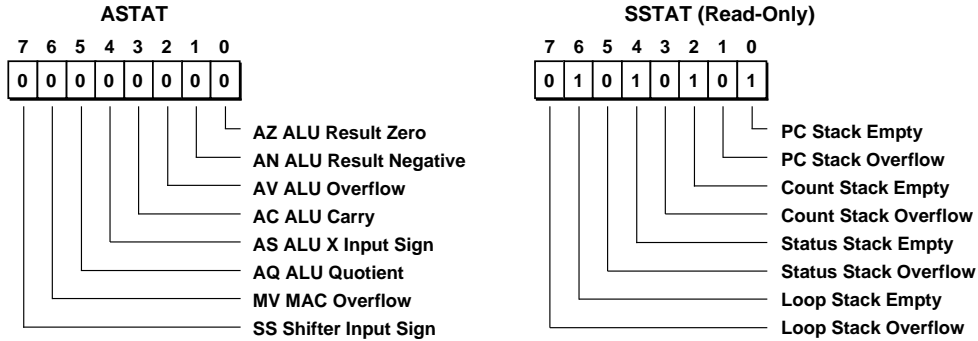 ASTAT
7 6 5 4 3 2 1 0
0 0 0 0 0 0 0 0
AZ ALU Result Zero
AN ALU Result Negative
AV ALU Overflow
AC ALU Carry
AS ALU X Input Sign
AQ ALU Quotient
MV MAC Overflow
SS Shifter Input Sign
SSTAT (Read-Only)
7 6 5 4 3 2 1 0
0 1 0 1 0 1 0 1
PC Stack Empty
PC Stack Overflow
Count Stack Empty
Count Stack Overflow
Status Stack Empty
Status Stack Overflow
Loop Stack Empty
Loop Stack Overflow